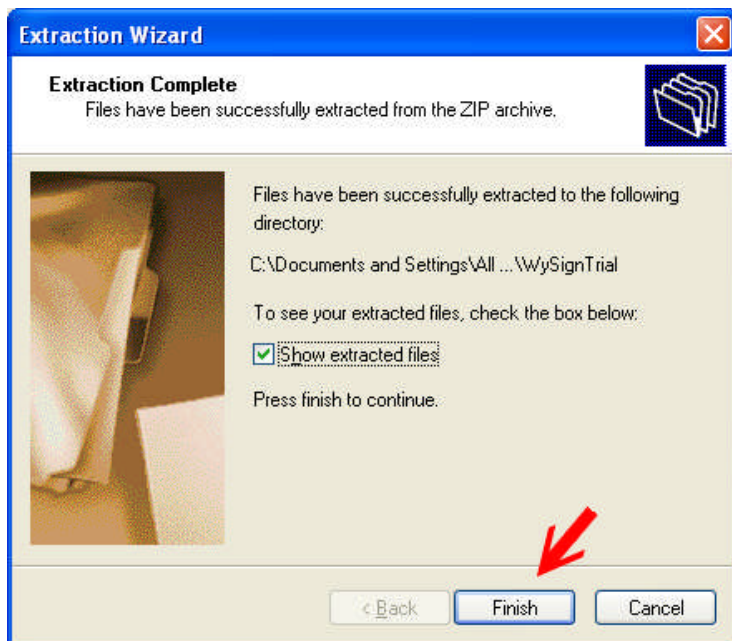 Extraction Wizard
Extraction Complete
Files have been successfully extracted from the ZIP archive.
Files have been successfully extracted to the following
directory:
C:\Documents and Settings\All ...\WySignTrial
To see your extracted files, check the box below:
Show extracted files
Press finish to continue.
< Back Finish Cancel